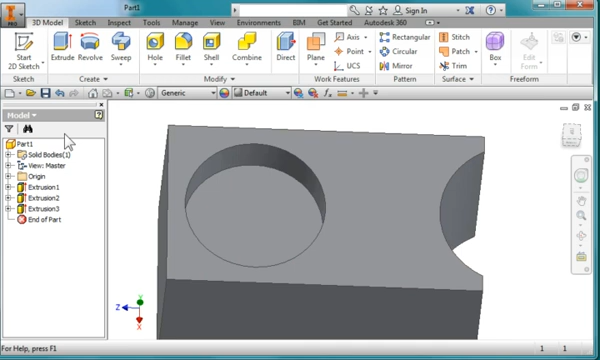 Part1
PRO
3D Model Sketch Inspect Tools Manage View Environments BIM Get Started Autodesk 360
Sign In
Start
2D Sketch
Extrude Revolve Sweep
Hole Fillet Shell Combine
Direct
Plane
Axis
Point
UCS
Rectangular
Circular
Mirror
Stitch
Patch
Trim
Box
Edit
Form
Sketch Create Modify Work Features Pattern Surface Freeform
Generic Default
Model
Part1
Solid Bodies(1)
View: Master
Origin
Extrusion1
Extrusion2
Extrusion3
End of Part
Z
Y
X
For Help, press F1
1 1